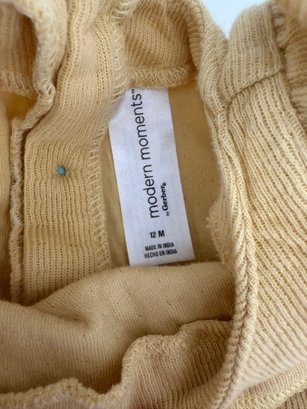 modern moments™
by Gerber®
12 M
MADE IN INDIA
HECHO EN INDIA